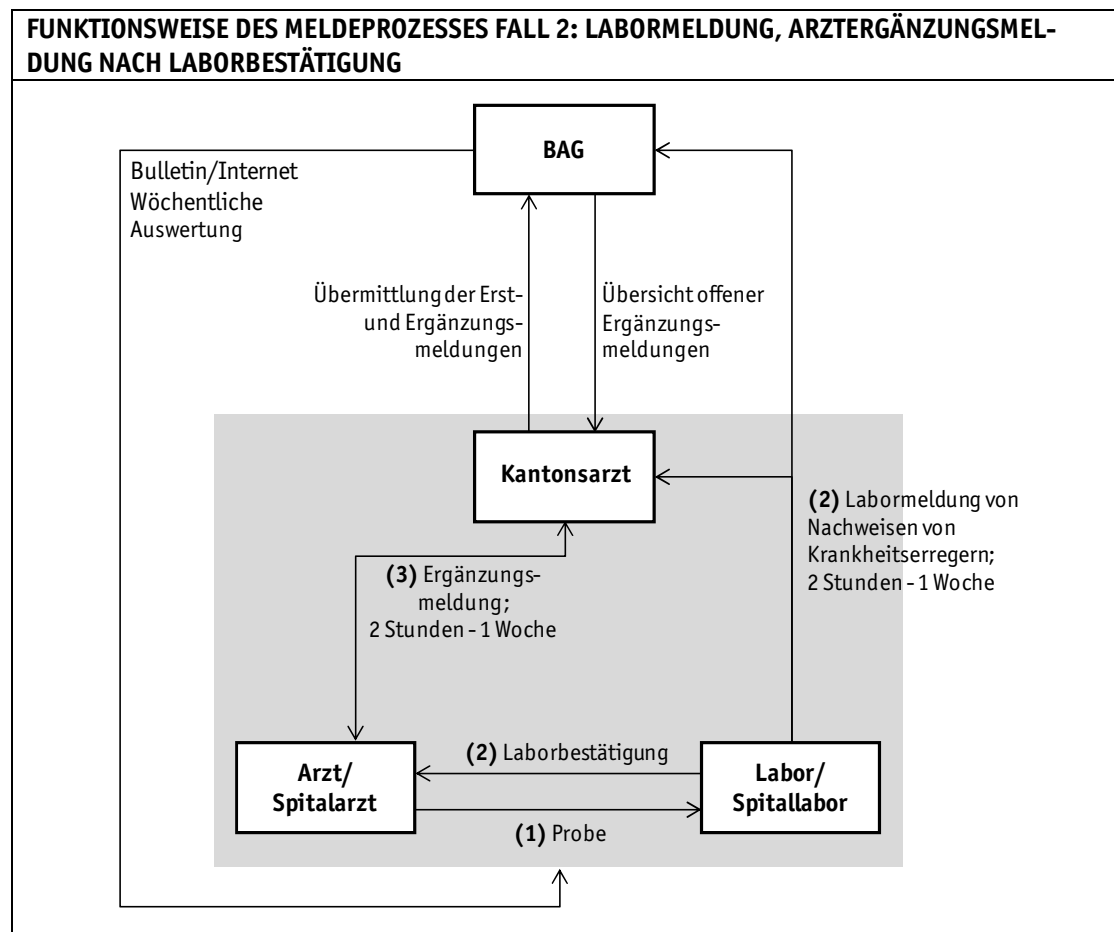 FUNKTIONSWEISE DES MELDEPROZESSES FALL 2: LABORMELDUNG, ARZTERGÄNZUNGSMEL-
DUNG NACH LABORBESTÄTIGUNG
BAG
Bulletin/Internet
Wöchentliche
Auswertung
Übermittlung der Erst-
und Ergänzungs-
meldungen
Übersicht offener
Ergänzungs-
meldungen
Kantonsarzt
(2) Labormeldung von
Nachweisen von
Krankheitserregern;
2 Stunden - 1 Woche
(3) Ergänzungs-
meldung;
2 Stunden - 1 Woche
Arzt/
Spitalarzt
(2) Laborbestätigung
(1) Probe
Labor/
Spitallabor